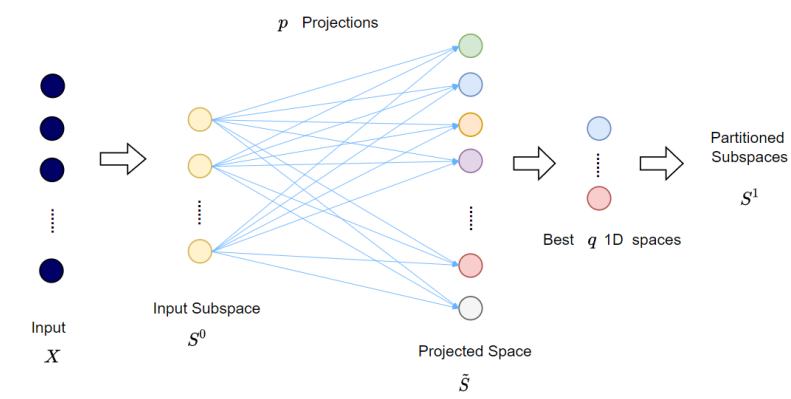 p Projections
Partitioned
Subspaces
S¹
Best q 1D spaces
Input Subspace
S⁰
Input
X
Projected Space
S̃